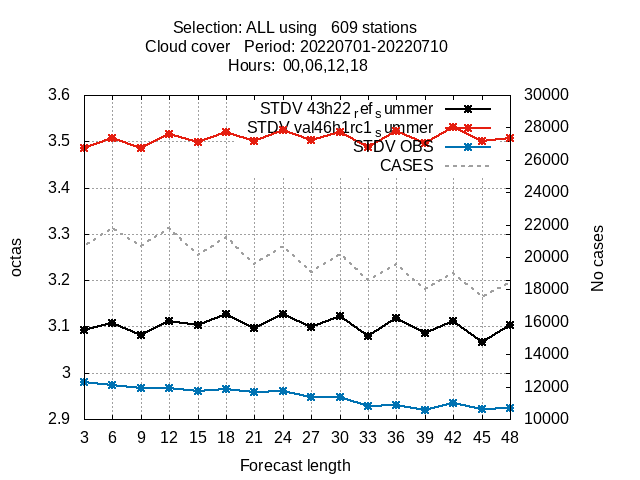 Selection: ALL using   609 stations
Cloud cover   Period: 20220701-20220710
Hours: 00,06,12,18
STDV 43h22refsummer
STDV val46h1rc1summer
STDV OBS
CASES
3.6
3.5
3.4
3.3
3.2
3.1
3
2.9
30000
28000
26000
24000
22000
20000
18000
16000
14000
12000
10000
octas
No cases
3 6 9 12 15 18 21 24 27 30 33 36 39 42 45 48
Forecast length